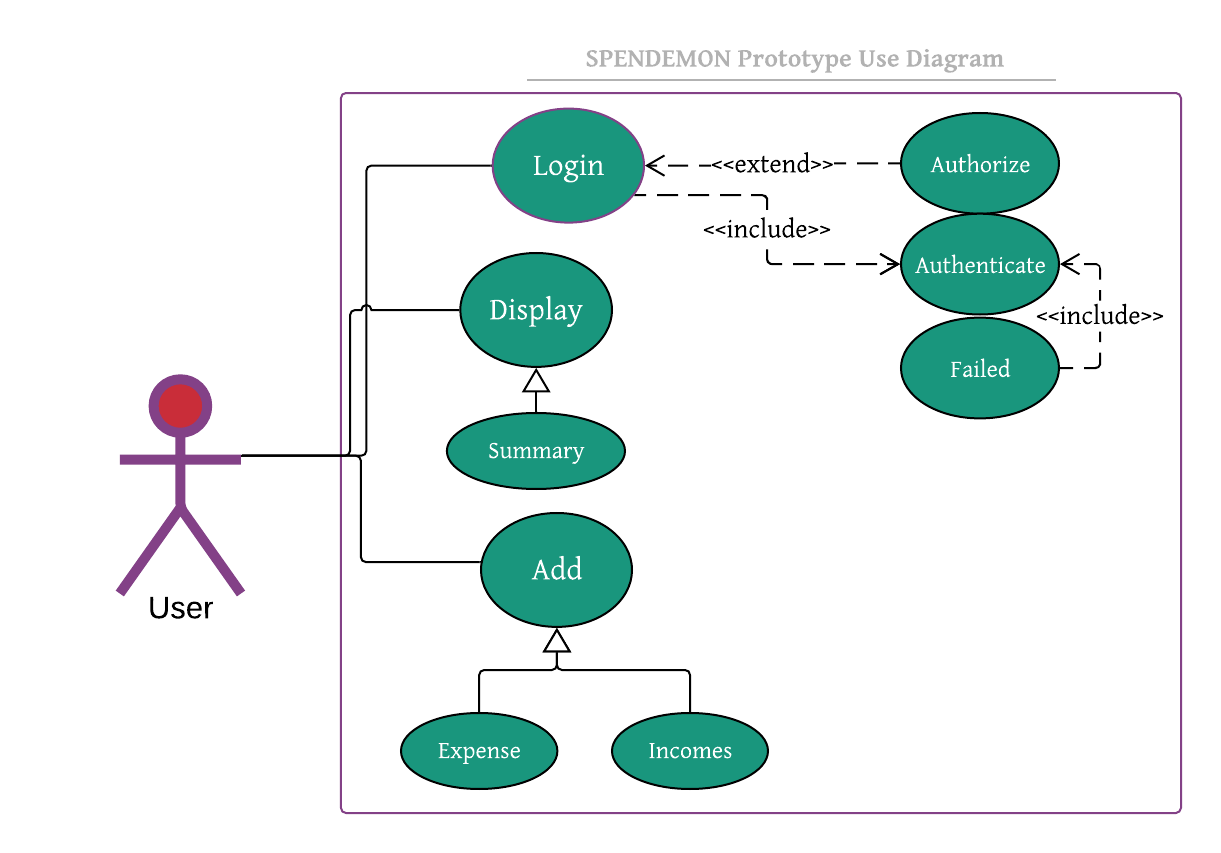 SPENDEMON Prototype Use Diagram
Login
<<extend>>
Authorize
<<include>>
Authenticate
Display
<<include>>
Failed
Summary
Add
User
Expense
Incomes